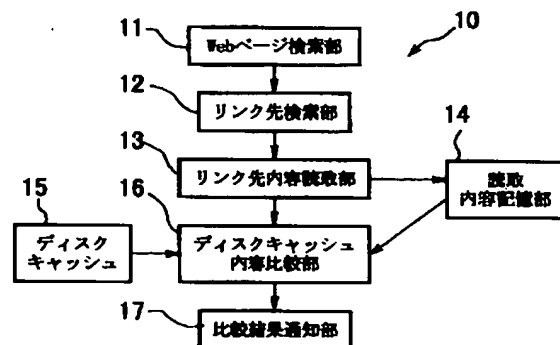 10
11
Webページ検索部
12
リンク先検索部
13
リンク先内容読取部
14
読取
内容記憶部
15
ディスク
キャッシュ
16
ディスクキャッシュ
内容比較部
17
比較結果通知部